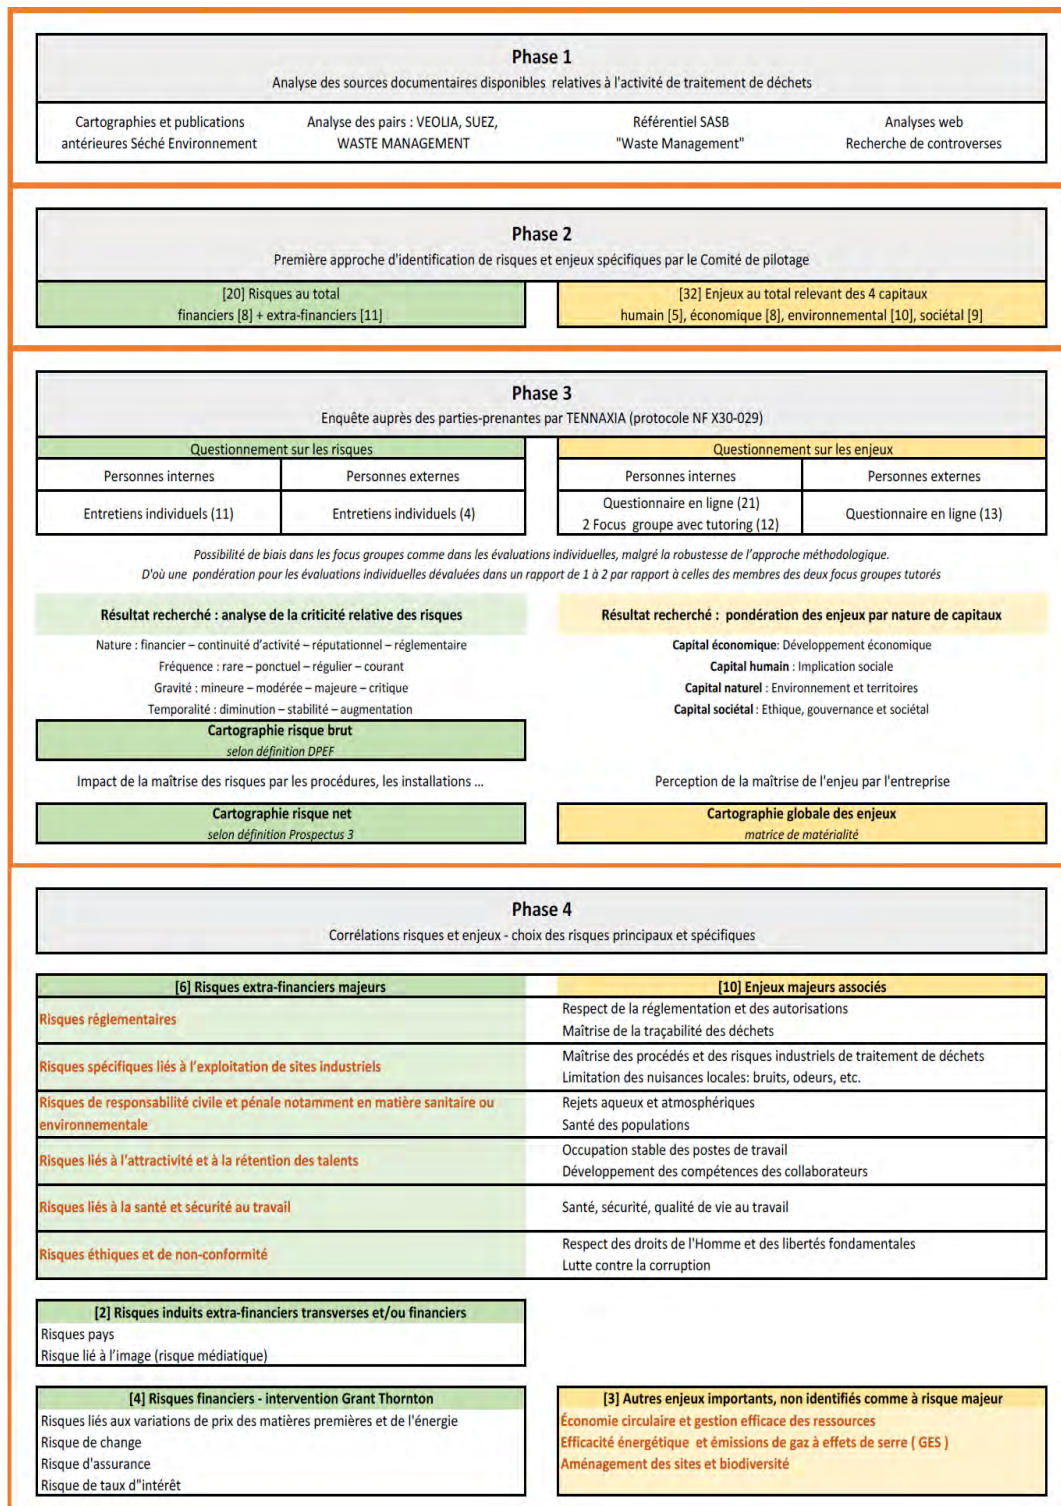 Phase 1
Analyse des sources documentaires disponibles relatives à l'activité de traitement de déchets
Cartographies et publications
antérieures Séché Environnement
Analyse des pairs : VEOLIA, SUEZ,
WASTE MANAGEMENT
Référentiel SASB
"Waste Management"
Analyses web
Recherche de controverses
Phase 2
Première approche d'identification de risques et enjeux spécifiques par le Comité de pilotage
[20] Risques au total
financiers [8] + extra-financiers [11]
[32] Enjeux au total relevant des 4 capitaux
humain [5], économique [8], environnemental [10], sociétal [9]
Phase 3
Enquête auprès des parties-prenantes par TENNAXIA (protocole NF X30-029)
Questionnement sur les risques
Personnes internes
Personnes externes
Entretiens individuels (11)
Entretiens individuels (4)
Questionnement sur les enjeux
Personnes internes
Personnes externes
Questionnaire en ligne (21)
2 Focus groupe avec tutoring (12)
Questionnaire en ligne (13)
Possibilité de biais dans les focus groupes comme dans les évaluations individuelles, malgré la robustesse de l'approche méthodologique.
D'où une pondération pour les évaluations individuelles dévaluées dans un rapport de 1 à 2 par rapport à celles des membres des deux focus groupes tutorés
Résultat recherché : analyse de la criticité relative des risques
Nature : financier – continuité d'activité – réputationnel – réglementaire
Fréquence : rare – ponctuel – régulier – courant
Gravité : mineure – modérée – majeure – critique
Temporalité : diminution – stabilité – augmentation
Cartographie risque brut
selon définition DPEF
Impact de la maîtrise des risques par les procédures, les installations ...
Cartographie risque net
selon définition Prospectus 3
Résultat recherché : pondération des enjeux par nature de capitaux
Capital économique: Développement économique
Capital humain : Implication sociale
Capital naturel : Environnement et territoires
Capital sociétal : Ethique, gouvernance et sociétal
Perception de la maîtrise de l'enjeu par l'entreprise
Cartographie globale des enjeux
matrice de matérialité
Phase 4
Corrélations risques et enjeux - choix des risques principaux et spécifiques
[6] Risques extra-financiers majeurs
[10] Enjeux majeurs associés
Risques réglementaires
Respect de la réglementation et des autorisations
Maîtrise de la traçabilité des déchets
Risques spécifiques liés à l'exploitation de sites industriels
Maîtrise des procédés et des risques industriels de traitement de déchets
Limitation des nuisances locales: bruits, odeurs, etc.
Risques de responsabilité civile et pénale notamment en matière sanitaire ou
environnementale
Rejets aqueux et atmosphériques
Santé des populations
Risques liés à l'attractivité et à la rétention des talents
Occupation stable des postes de travail
Développement des compétences des collaborateurs
Risques liés à la santé et sécurité au travail
Santé, sécurité, qualité de vie au travail
Risques éthiques et de non-conformité
Respect des droits de l'Homme et des libertés fondamentales
Lutte contre la corruption
[2] Risques induits extra-financiers transverses et/ou financiers
Risques pays
Risque lié à l'image (risque médiatique)
[4] Risques financiers - intervention Grant Thornton
Risques liés aux variations de prix des matières premières et de l'énergie
Risque de change
Risque d'assurance
Risque de taux d"intérêt
[3] Autres enjeux importants, non identifiés comme à risque majeur
Économie circulaire et gestion efficace des ressources
Efficacité énergétique et émissions de gaz à effets de serre ( GES )
Aménagement des sites et biodiversité